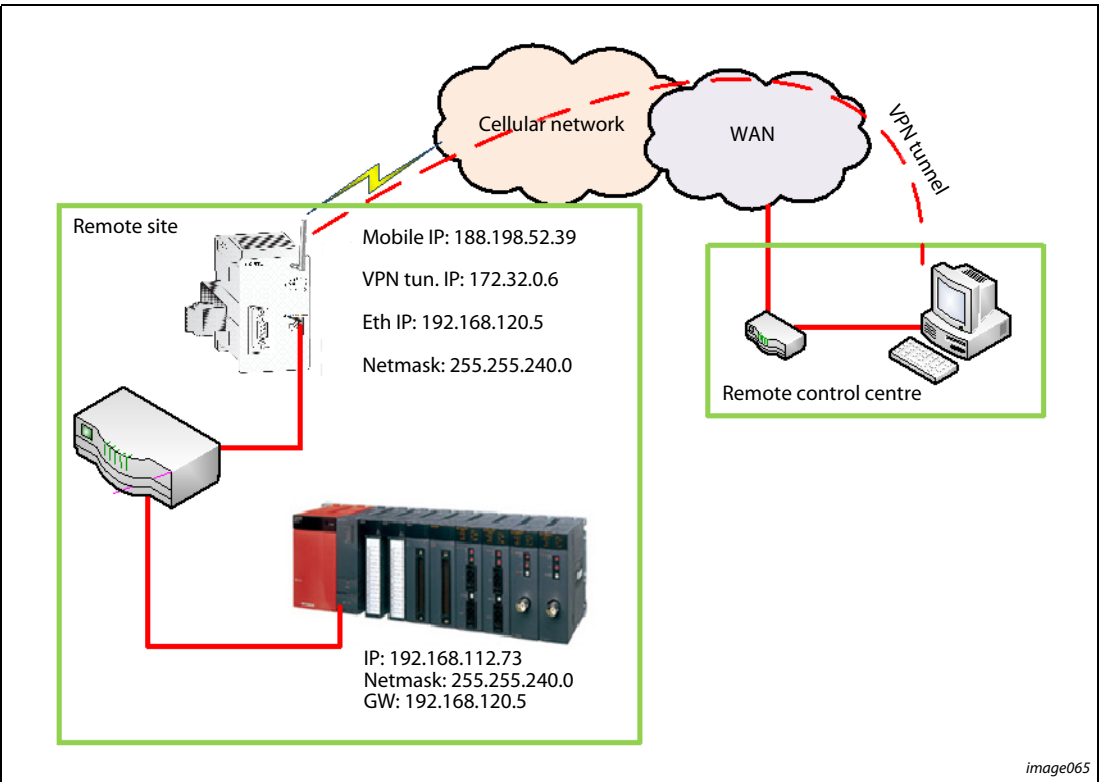 Cellular network
WAN
VPN tunnel
Remote site
Mobile IP: 188.198.52.39
VPN tun. IP: 172.32.0.6
Eth IP: 192.168.120.5
Netmask: 255.255.240.0
Remote control centre
IP: 192.168.112.73
Netmask: 255.255.240.0
GW: 192.168.120.5
image065